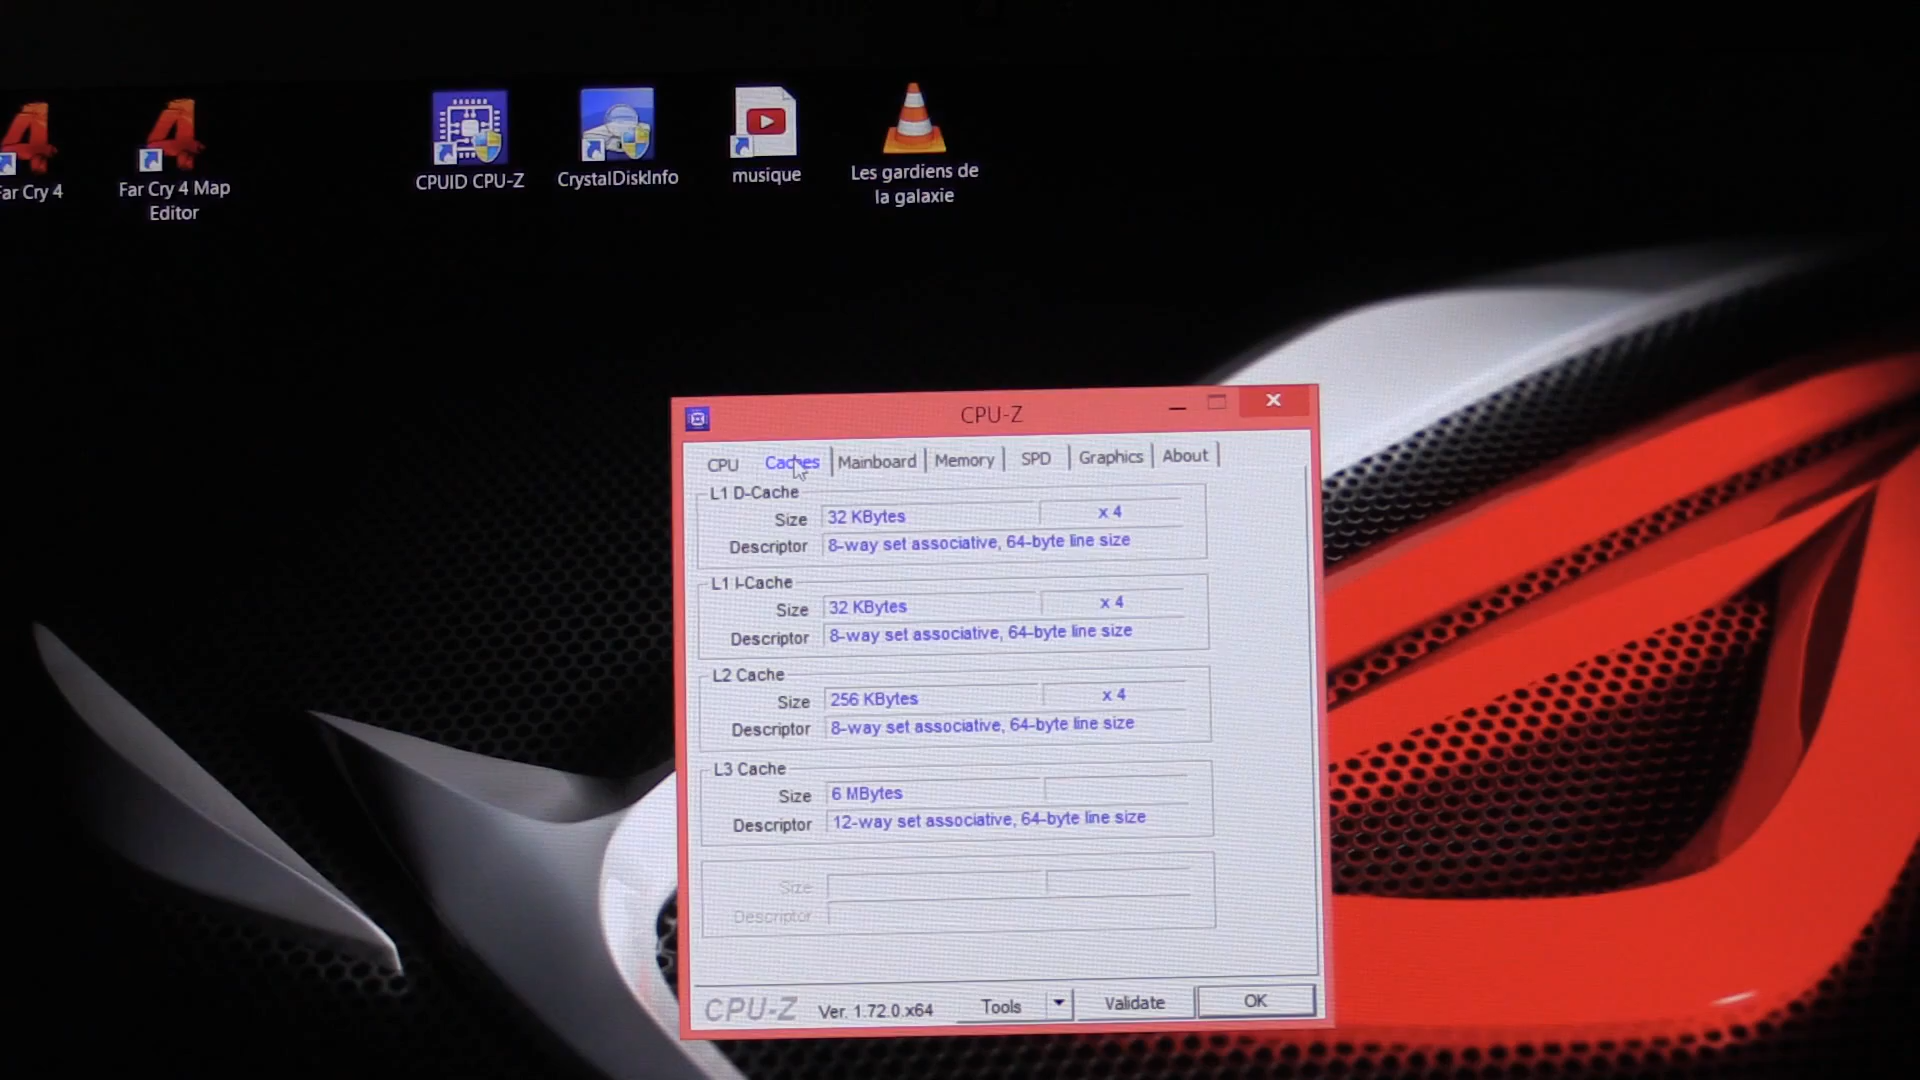 Far Cry 4
Far Cry 4 Map
Editor
CPUID CPU-Z
CrystalDiskInfo
musique
Les gardiens de
la galaxie
CPU-Z
CPU
Caches
Mainboard
Memory
SPD
Graphics
About
L1 D-Cache
Size 32 KBytes x 4
Descriptor 8-way set associative, 64-byte line size
L1 I-Cache
Size 32 KBytes x 4
Descriptor 8-way set associative, 64-byte line size
L2 Cache
Size 256 KBytes x 4
Descriptor 8-way set associative, 64-byte line size
L3 Cache
Size 6 MBytes
Descriptor 12-way set associative, 64-byte line size
Size
Descriptor
CPU-Z Ver. 1.72.0.x64 Tools Validate OK